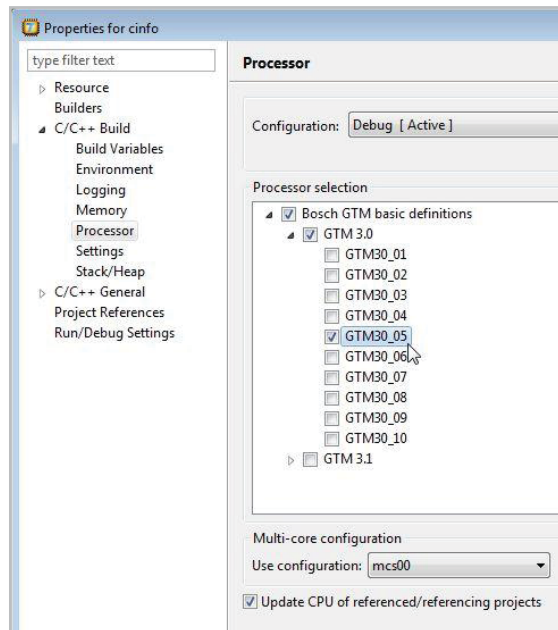 Properties for cinfo
type filter text
Resource
Builders
C/C++ Build
Build Variables
Environment
Logging
Memory
Processor
Settings
Stack/Heap
C/C++ General
Project References
Run/Debug Settings
Processor
Configuration: Debug [ Active ]
Processor selection
Bosch GTM basic definitions
GTM 3.0
GTM30_01
GTM30_02
GTM30_03
GTM30_04
GTM30_05
GTM30_06
GTM30_07
GTM30_08
GTM30_09
GTM30_10
GTM 3.1
Multi-core configuration
Use configuration: mcs00
Update CPU of referenced/referencing projects